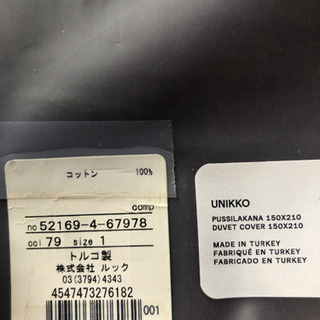 コットン 100%
comp
no 52169-4-67978
col 79 size 1
トルコ製
株式会社 ルック
03(3794)4343
4547473276182
001
UNIKKO
PUSSILAKANA 150X210
DUVET COVER 150X210
MADE IN TURKEY
FABRIQUÉ EN TURKEY
FABRICADO EN TURKEY